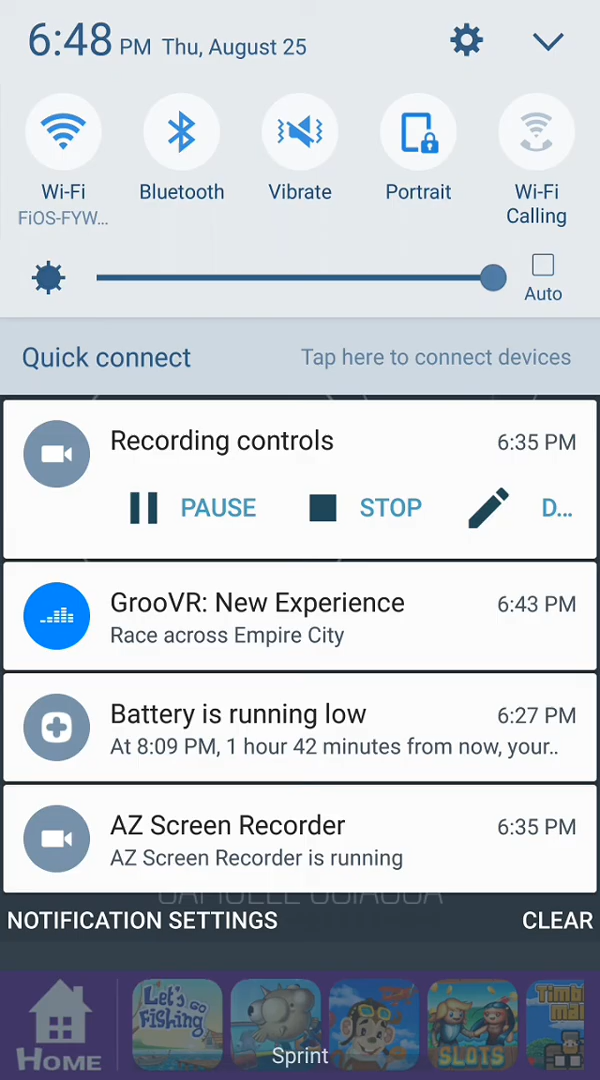 6:48 PM Thu, August 25
Wi-Fi Bluetooth Vibrate Portrait Wi-Fi Calling
FiOS-FYW...
Auto
Quick connect Tap here to connect devices
Recording controls 6:35 PM
PAUSE STOP D...
GrooVR: New Experience 6:43 PM
Race across Empire City
Battery is running low 6:27 PM
At 8:09 PM, 1 hour 42 minutes from now, your..
AZ Screen Recorder 6:35 PM
AZ Screen Recorder is running
NOTIFICATION SETTINGS CLEAR
Let's GO Fishing
SLOTS
HOME
Sprint